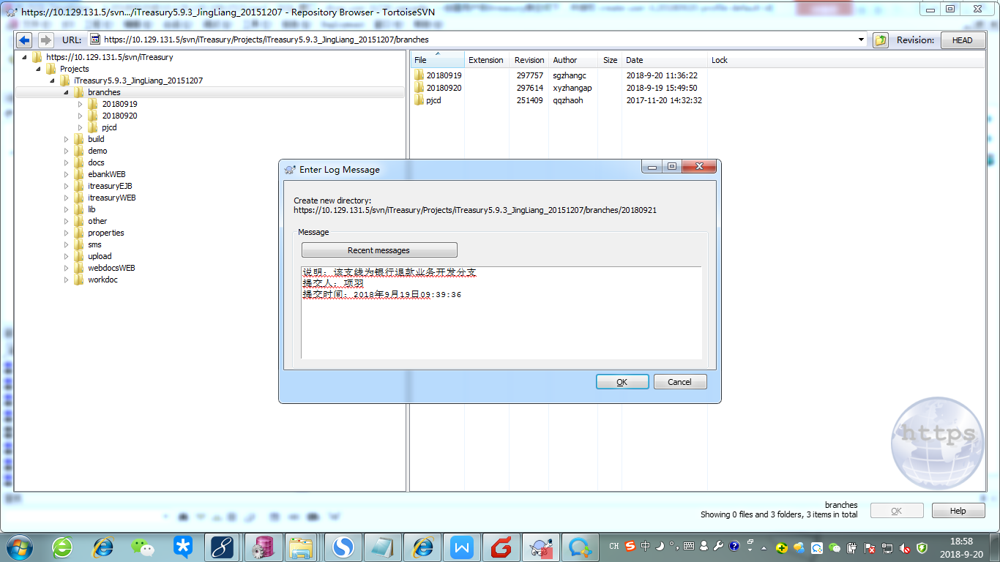 https://10.129.131.5/svn.../iTreasury5.9.3_JingLiang_20151207 - Repository Browser - TortoiseSVN
URL: https://10.129.131.5/svn/iTreasury/Projects/iTreasury5.9.3_JingLiang_20151207/branches Revision: HEAD
https://10.129.131.5/svn/iTreasury
Projects
iTreasury5.9.3_JingLiang_20151207
branches
20180919
20180920
pjcd
build
demo
docs
ebankWEB
itreasuryEJB
itreasuryWEB
lib
other
properties
sms
upload
webdocsWEB
workdoc
File Extension Revision Author Size Date Lock
20180919 297757 sgzhangc 2018-9-20 11:36:22
20180920 297614 xyzhangap 2018-9-19 15:49:50
pjcd 251409 qqzhaoh 2017-11-20 14:32:32
Enter Log Message
Create new directory:
https://10.129.131.5/svn/iTreasury/Projects/iTreasury5.9.3_JingLiang_20151207/branches/20180921
Message
Recent messages
说明：该支线为银行退款业务开发分支
提交人：项羽
提交时间：2018年9月19日09:39:36
OK Cancel
https
branches
Showing 0 files and 3 folders, 3 items in total
OK Help
CH 中 18:58
2018-9-20